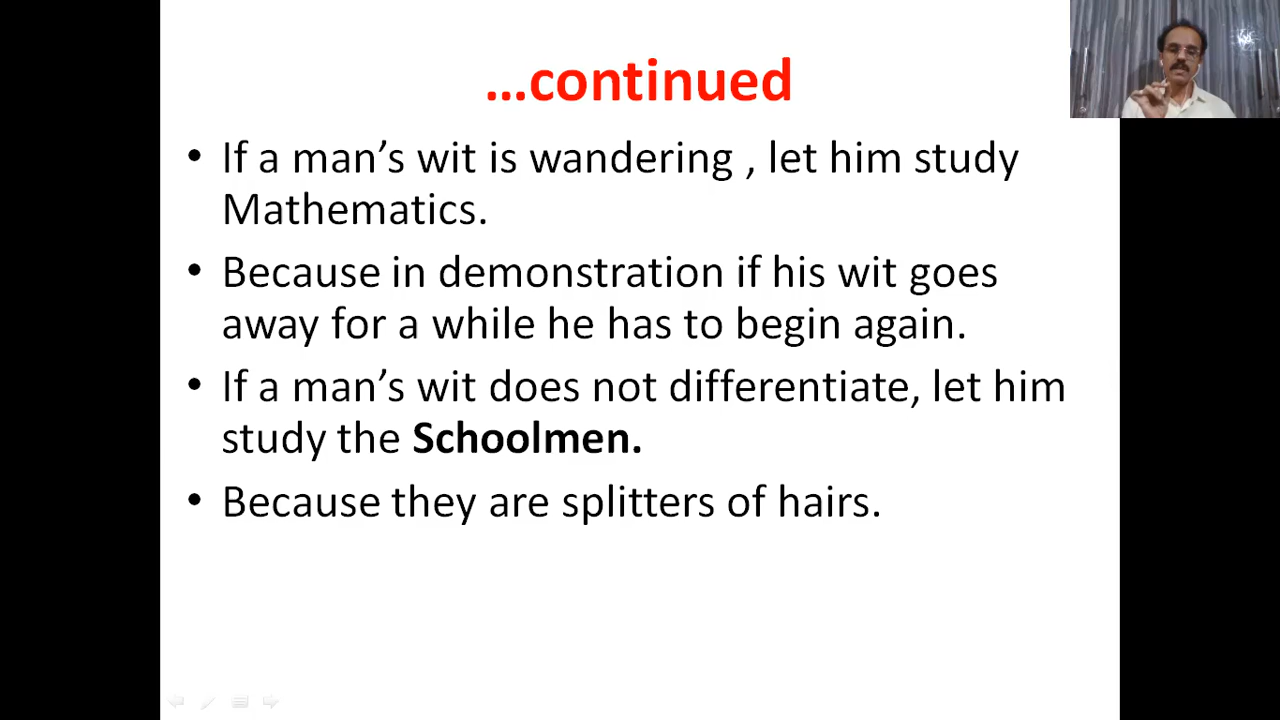 ...continued
• If a man’s wit is wandering , let him study
Mathematics.
• Because in demonstration if his wit goes
away for a while he has to begin again.
• If a man’s wit does not differentiate, let him
study the Schoolmen.
• Because they are splitters of hairs.